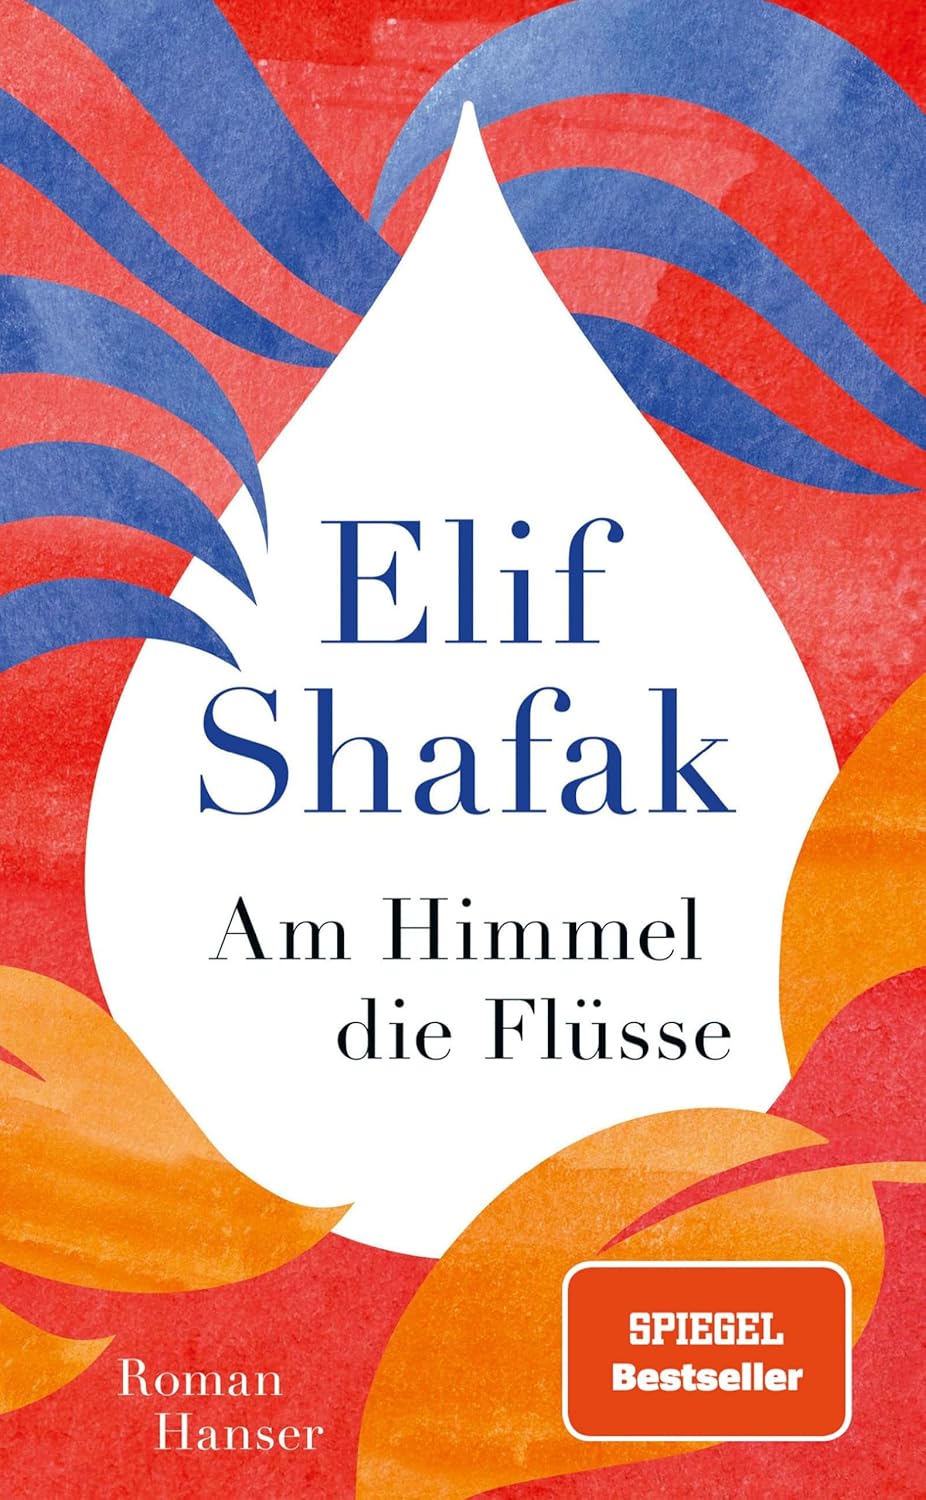 Elif
Shafak
Am Himmel
die Flüsse
Roman
Hanser
SPIEGEL
Bestseller